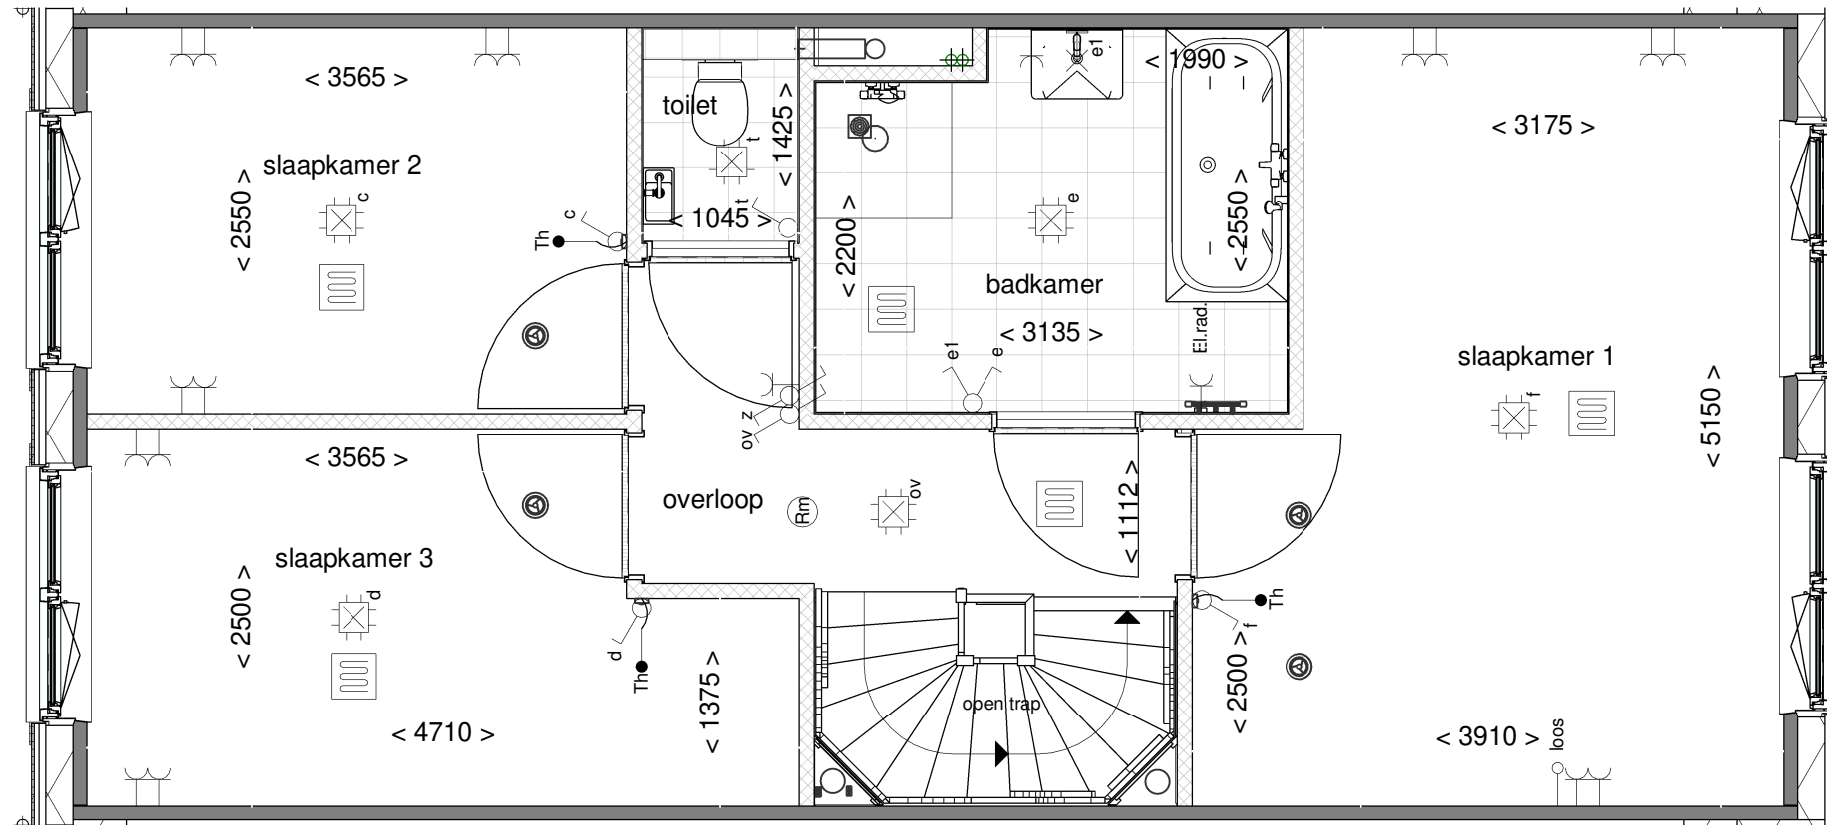 < 3565 >
toilet
< 1425 >
t
e1
< 1990 >
< 3175 >
slaapkamer 2
c
< 2550 >
c
Th
t
< 1045 >
< 2200 >
e
< 2550 >
badkamer
< 3135 >
El.rad.
e1
e
slaapkamer 1
f
< 5150 >
z
ov
< 3565 >
overloop
Rm
ov
< 1112 >
slaapkamer 3
d
< 2500 >
d
Th
< 1375 >
open trap
Th
f
< 2500 >
< 4710 >
< 3910 >
loos